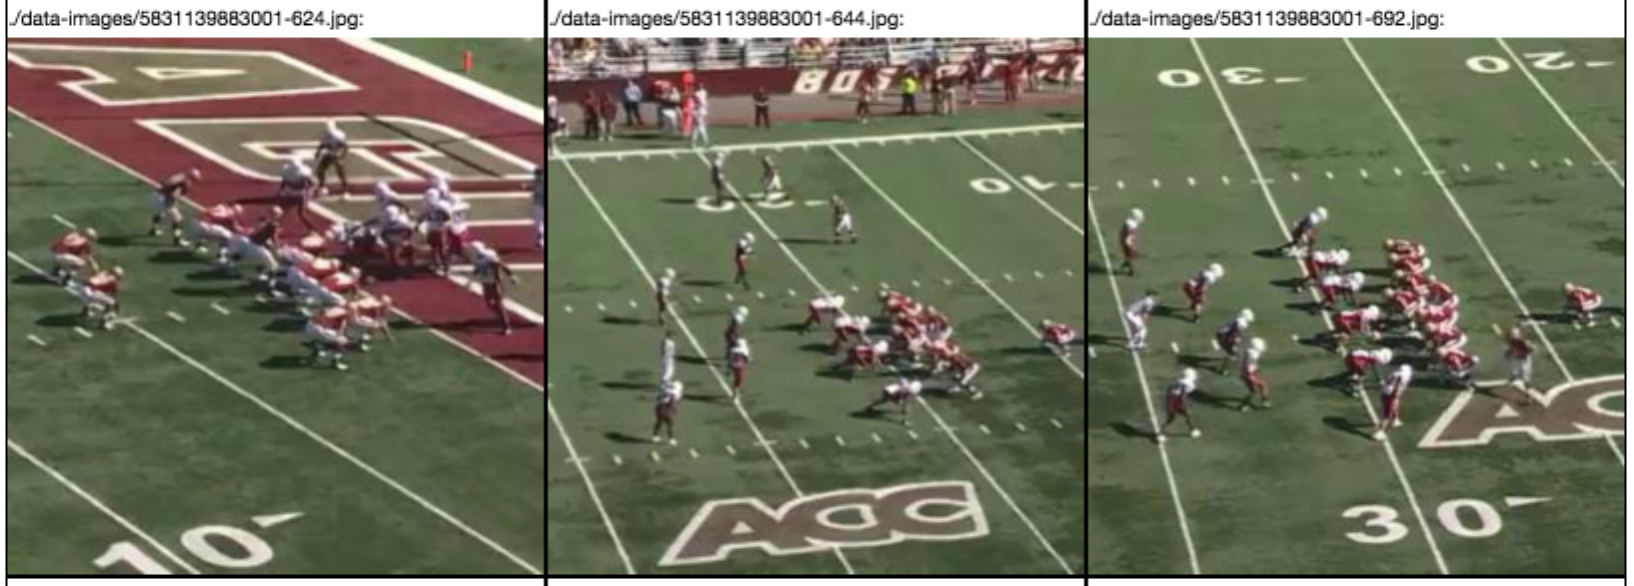 ./data-images/5831139883001-624.jpg:
./data-images/5831139883001-644.jpg:
./data-images/5831139883001-692.jpg:
A
10
BOS
10
ACC
30
20
ACC
30